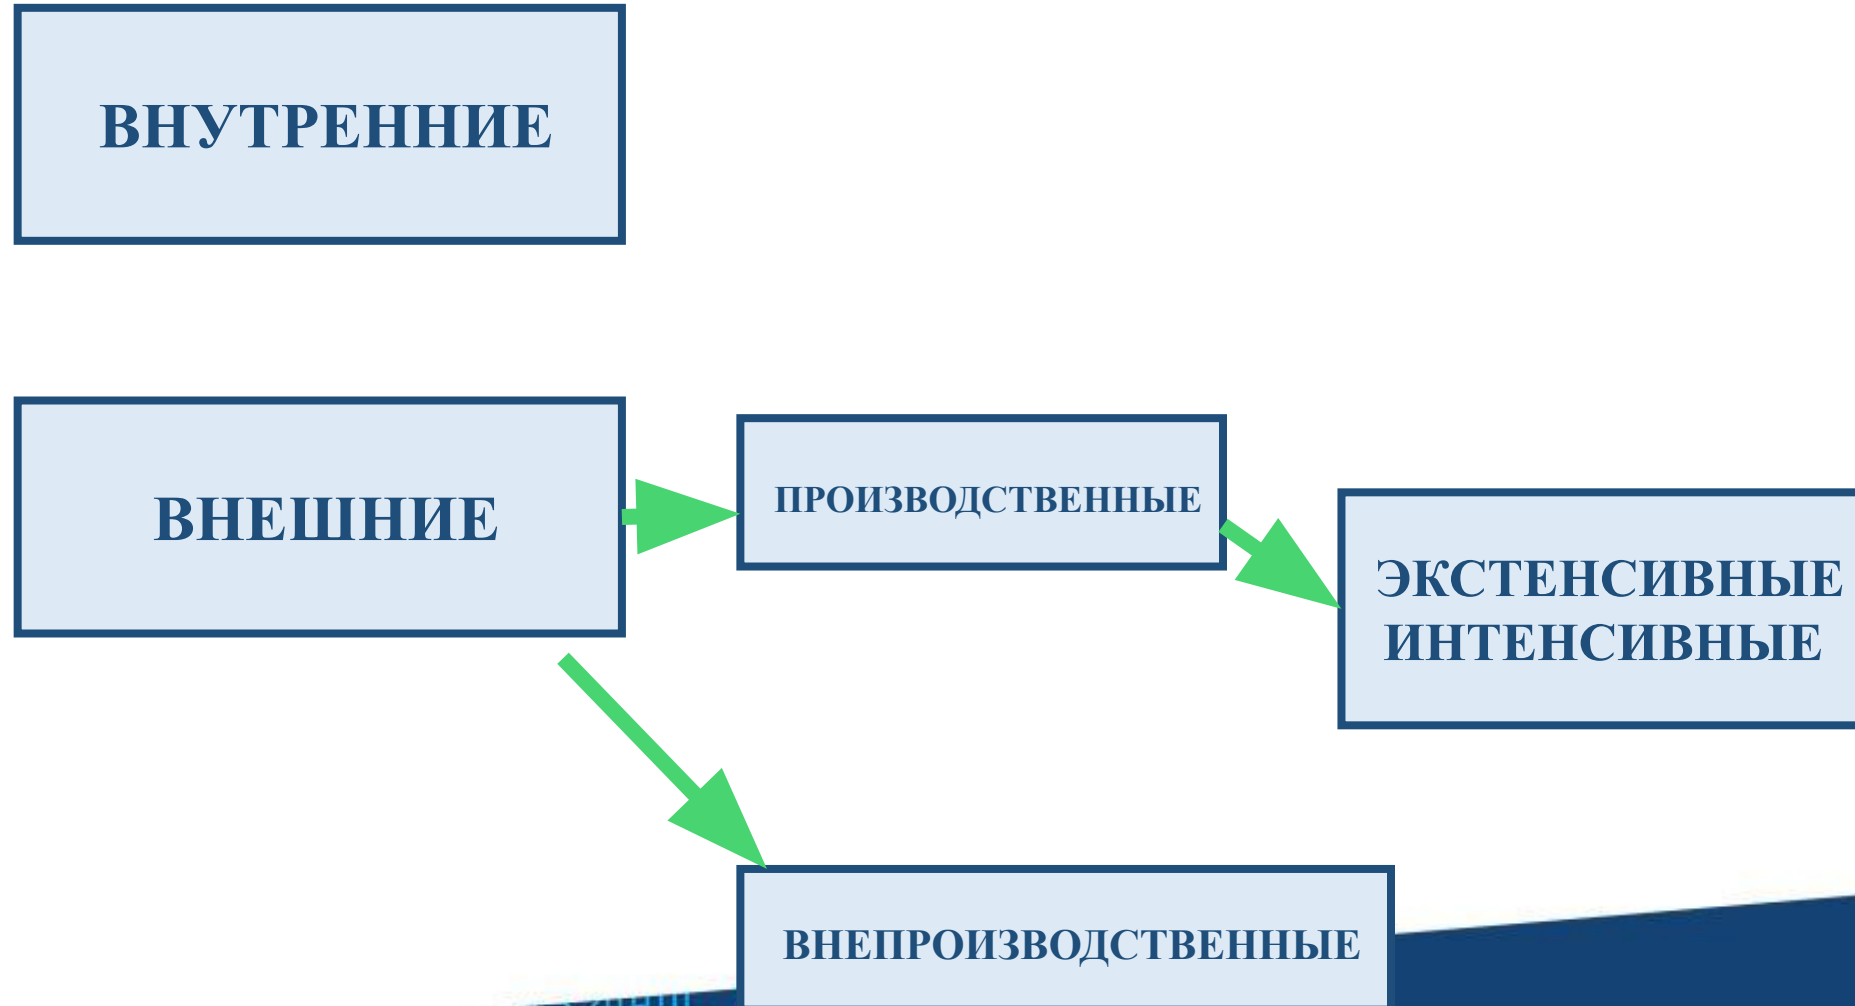 ВНУТРЕННИЕ
ВНЕШНИЕ
ПРОИЗВОДСТВЕННЫЕ
ЭКСТЕНСИВНЫЕ
ИНТЕНСИВНЫЕ
ВНЕПРОИЗВОДСТВЕННЫЕ